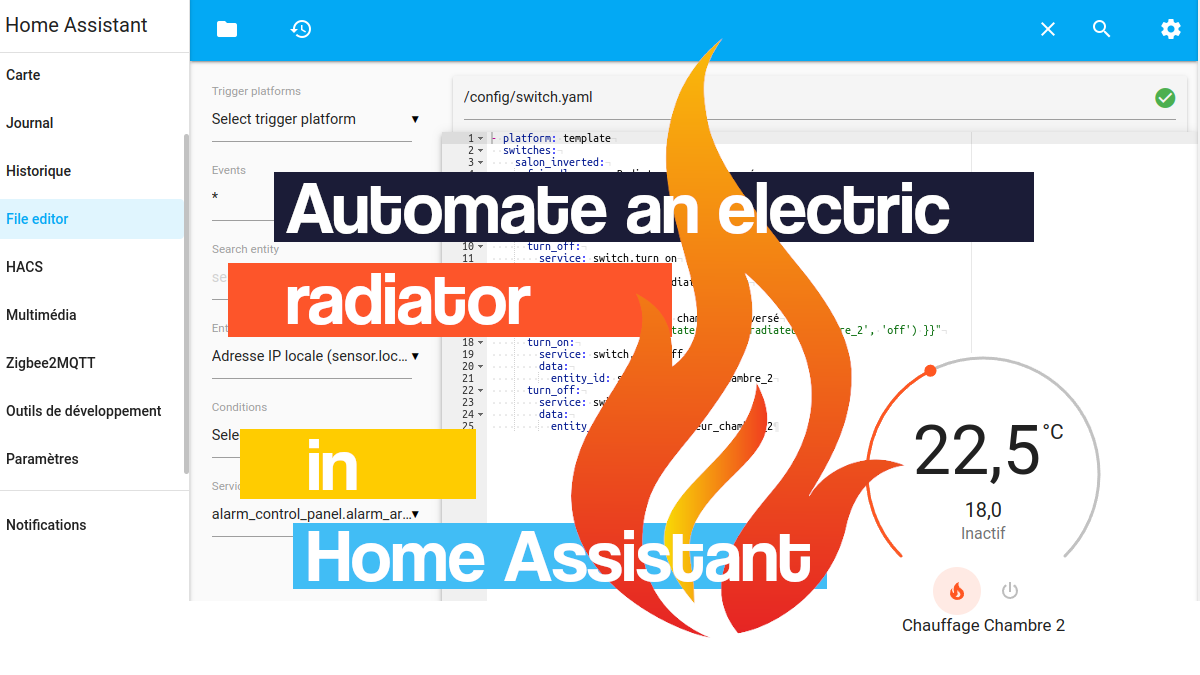 Home Assistant
Carte
Journal
Historique
File editor
HACS
Multimédia
Zigbee2MQTT
Outils de développement
Paramètres
Notifications
Trigger platforms
Select trigger platform
Events
*
Search entity
Adresse IP locale (sensor.loc...
Conditions
alarm_control_panel.alarm_ar...
/config/switch.yaml
1 - platform: template
2 switches:
3 salon_inverted:
10 turn_off:
11 service: switch.turn_on
_2', 'off') }}"
18 turn_on:
19 service: switch.
20 data:
21 entity_id:
22 turn_off:
23 service:
24 data:
25
Automate an electric
radiator
in
Home Assistant
22,5 °C
18,0
Inactif
Chauffage Chambre 2